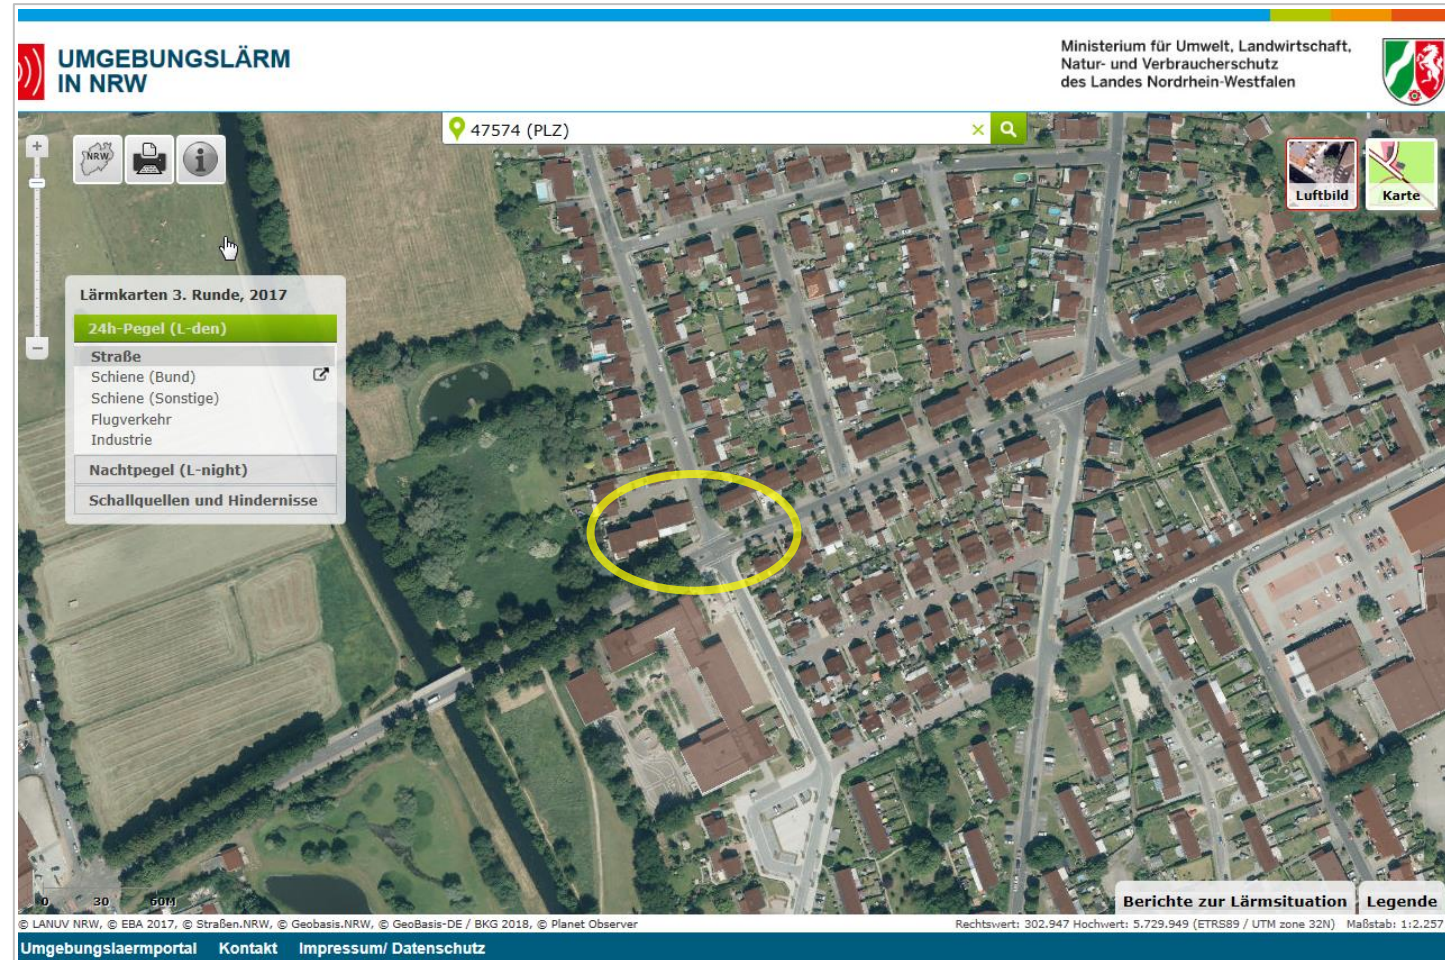 UMGEBUNGSLÄRM
IN NRW
Ministerium für Umwelt, Landwirtschaft,
Natur- und Verbraucherschutz
des Landes Nordrhein-Westfalen
47574 (PLZ)
NRW
Luftbild
Karte
Lärmkarten 3. Runde, 2017
24h-Pegel (L-den)
Straße
Schiene (Bund)
Schiene (Sonstige)
Flugverkehr
Industrie
Nachtpegel (L-night)
Schallquellen und Hindernisse
0 30 60M
Berichte zur Lärmsituation
Legende
© LANUV NRW, © EBA 2017, © Straßen.NRW, © Geobasis.NRW, © GeoBasis-DE / BKG 2018, © Planet Observer
Rechtswert: 302.947 Hochwert: 5.729.949 (ETRS89 / UTM zone 32N) Maßstab: 1:2.257
Umgebungslaermportal Kontakt Impressum/ Datenschutz